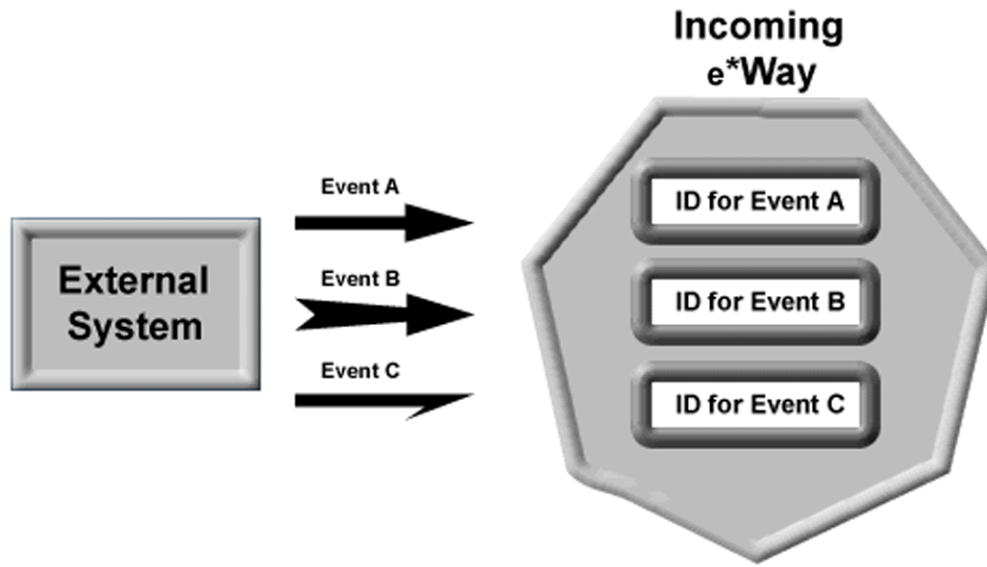 Incoming
e*Way
Event A
ID for Event A
External
System
Event B
ID for Event B
Event C
ID for Event C